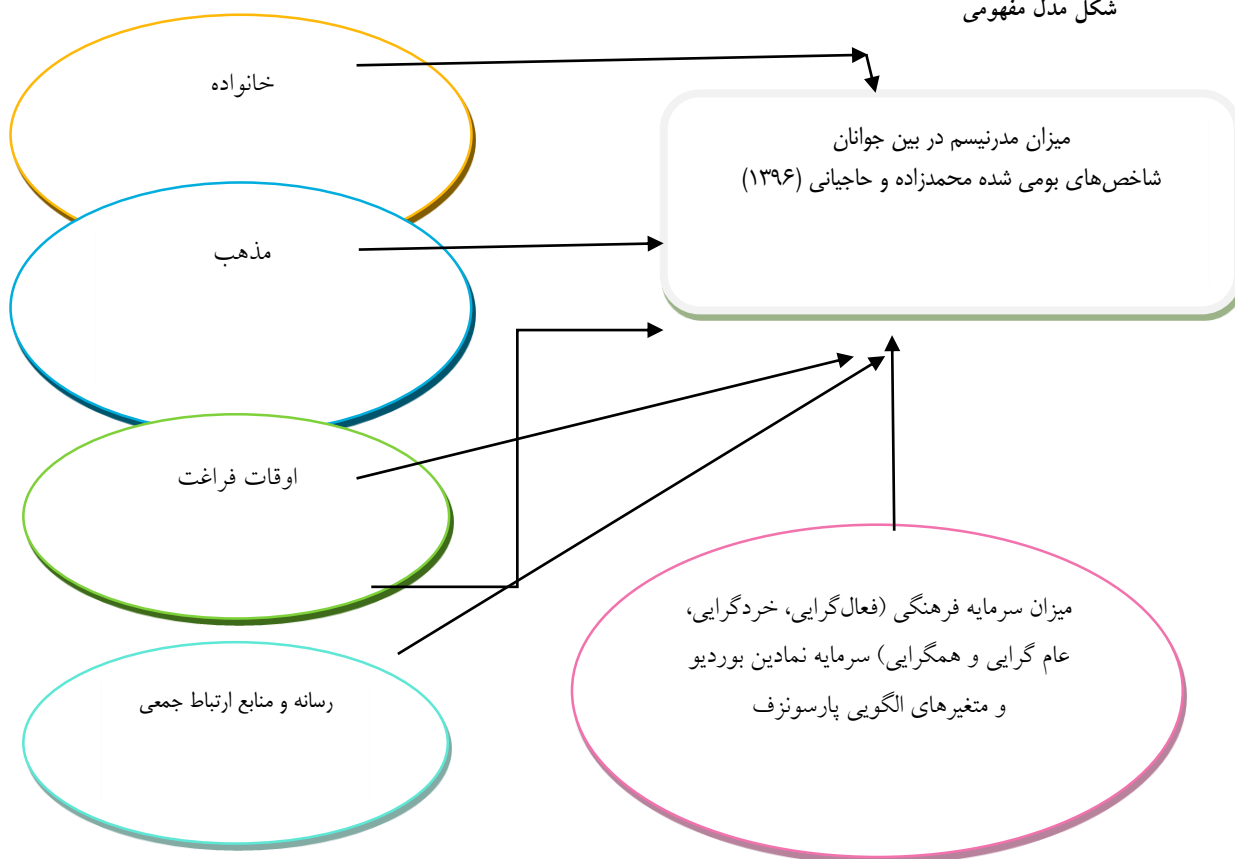 شکل مدل مفهومی
خانواده
میزان مدرنیسم در بین جوانان
شاخص‌های بومی شده محمدزاده و حاجیانی (۱۳۹۶)
مذهب
اوقات فراغت
میزان سرمایه فرهنگی (فعال‌گرایی، خردگرایی،
عام گرایی و همگرایی) سرمایه نمادین بوردیو
و متغیرهای الگویی پارسونزف
رسانه و منابع ارتباط جمعی